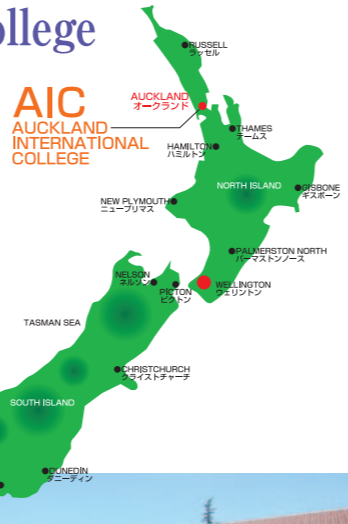 ollege
RUSSELL
ラッセル
AIC
AUCKLAND
INTERNATIONAL
COLLEGE
AUCKLAND
オークランド
THAMES
テームス
HAMILTON
ハミルトン
NORTH ISLAND
GISBONE
ギスボーン
NEW PLYMOUTH
ニュープリマス
PALMERSTON NORTH
パーマストンノース
NELSON
ネルソン
PICTON
ピクトン
WELLINGTON
ウェリントン
TASMAN SEA
CHRISTCHURCH
クライストチャーチ
SOUTH ISLAND
DUNEDIN
ダニーディン